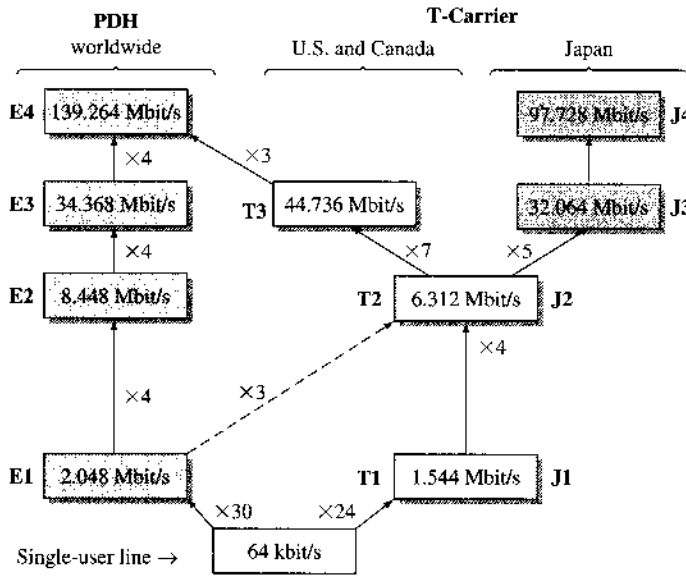 PDH T-Carrier
worldwide U.S. and Canada Japan
E4 139.264 Mbit/s 97.728 Mbit/s J4
×4 ×3
E3 34.368 Mbit/s T3 44.736 Mbit/s 32.064 Mbit/s J3
×4 ×7 ×5
E2 8.448 Mbit/s T2 6.312 Mbit/s J2
×4 ×3 ×4
E1 2.048 Mbit/s T1 1.544 Mbit/s J1
×30 ×24
Single-user line → 64 kbit/s